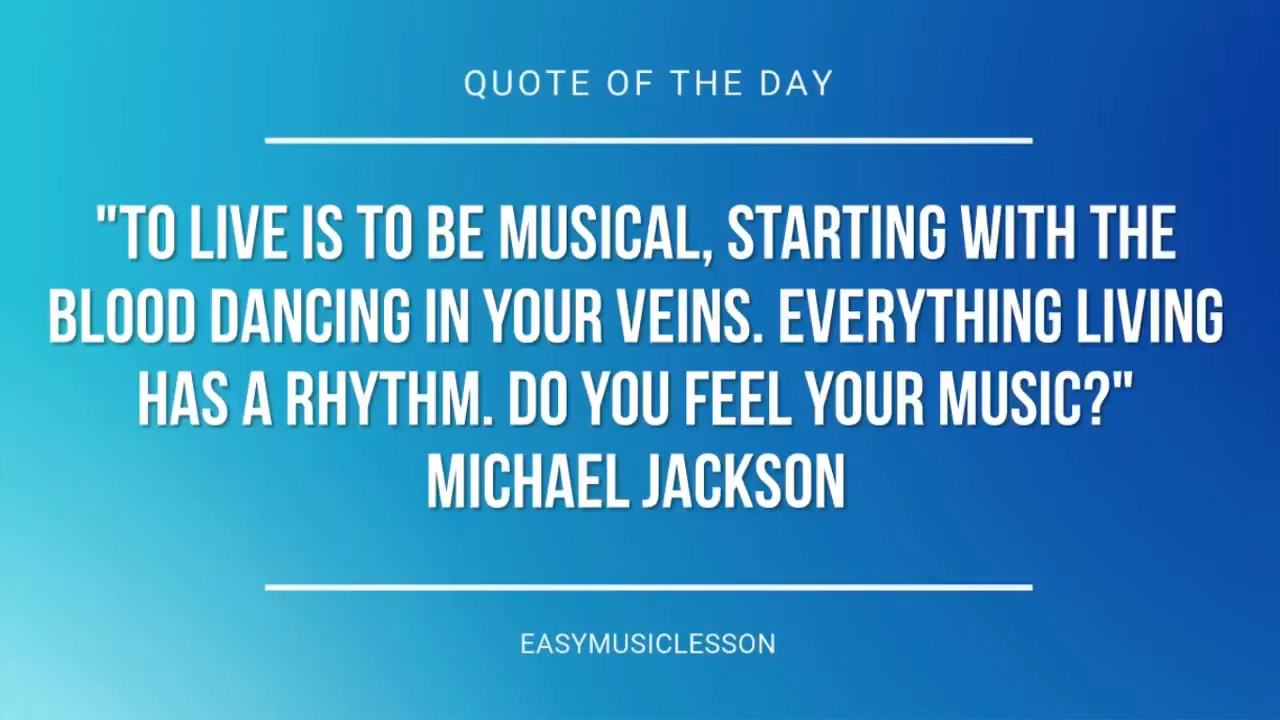 QUOTE OF THE DAY
"TO LIVE IS TO BE MUSICAL, STARTING WITH THE
BLOOD DANCING IN YOUR VEINS. EVERYTHING LIVING
HAS A RHYTHM. DO YOU FEEL YOUR MUSIC?"
MICHAEL JACKSON
EASYMUSICLESSON